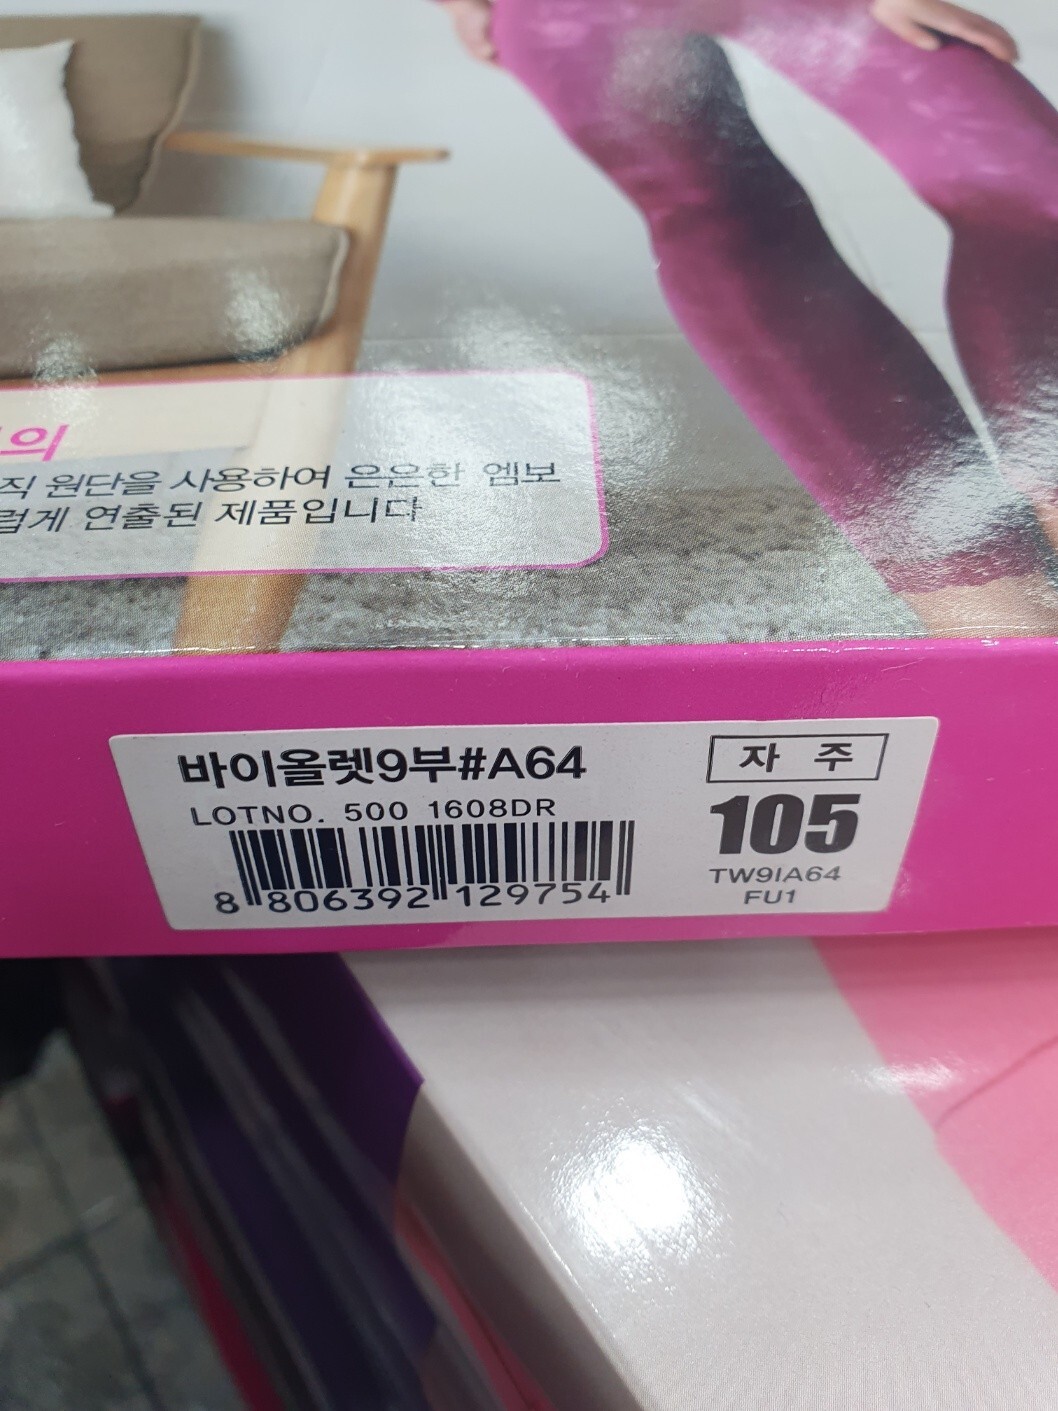 의
직 원단을 사용하여 은은한 엠보
럽게 연출된 제품입니다
바이올렛9부#A64
자 주
LOTNO. 500 1608DR
105
8 806392 129754
TW9IA64
FU1